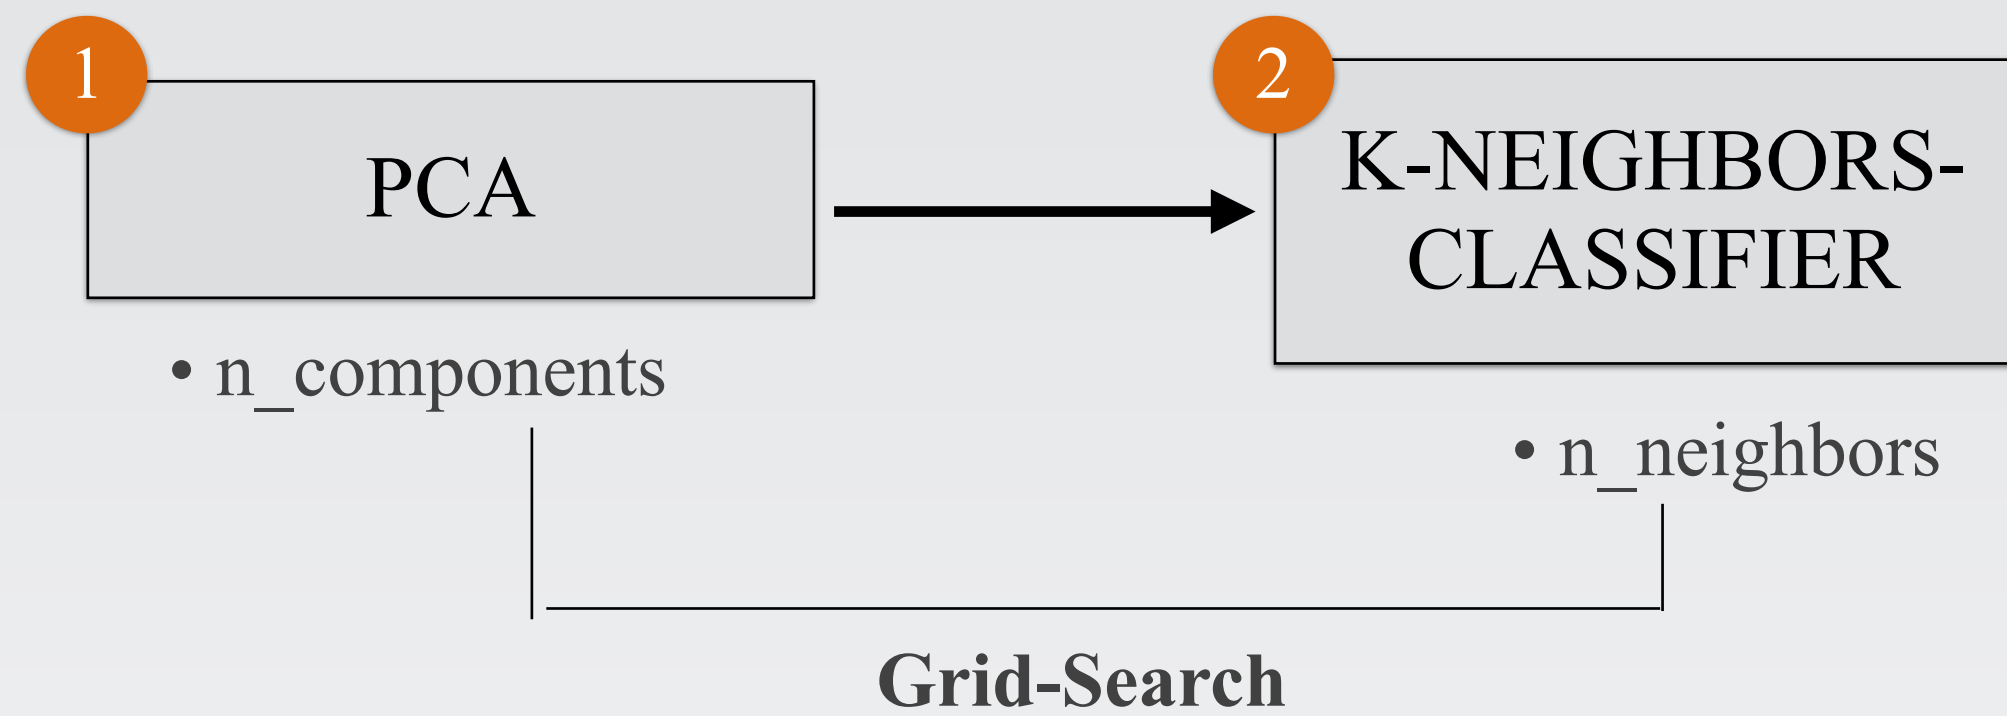 1
PCA
• n_components
2
K-NEIGHBORS-
CLASSIFIER
• n_neighbors
Grid-Search